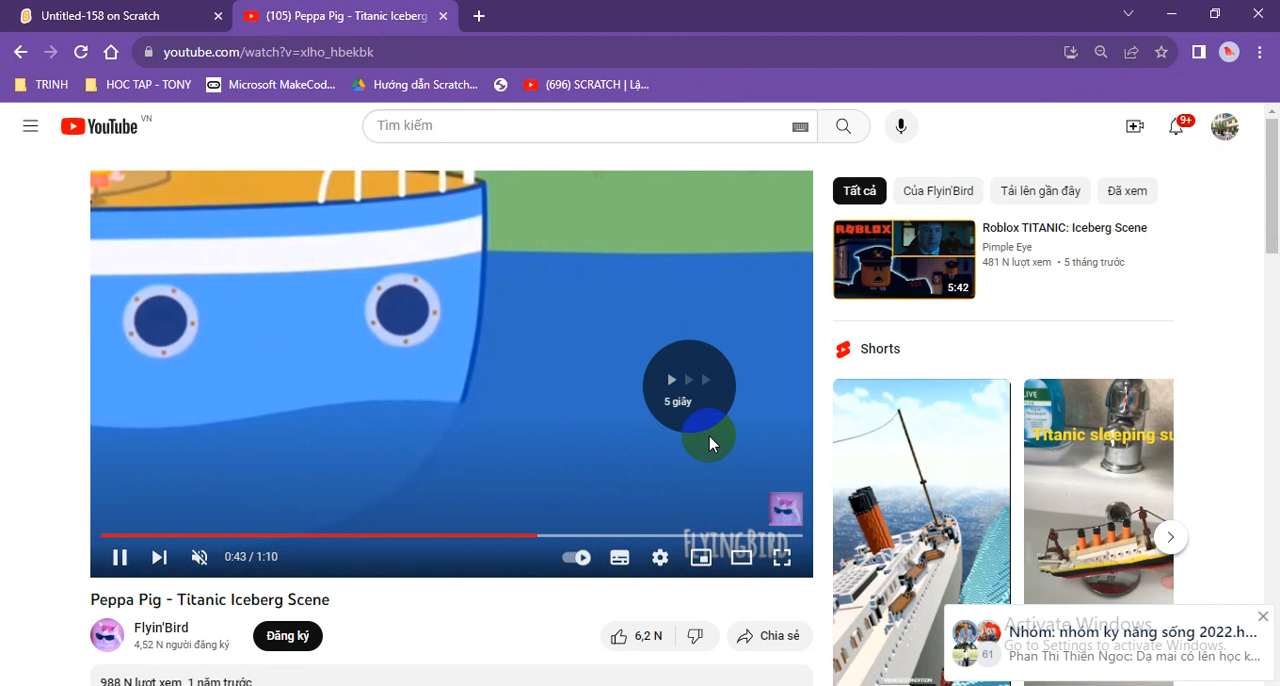 Untitled-158 on Scratch
(105) Peppa Pig - Titanic Iceberg
youtube.com/watch?v=xlho_hbekbk
TRINH
HOC TAP - TONY
Microsoft MakeCod...
Hướng dẫn Scratch...
(696) SCRATCH | Lậ...
YouTube VN
Tìm kiếm
9+
5 giây
FLYINGBIRD
0:43 / 1:10
Peppa Pig - Titanic Iceberg Scene
Flyin'Bird
4,52 N người đăng ký
Đăng ký
6,2 N
Chia sẻ
988 N lượt xem 1 năm trước
Tất cả
Của Flyin'Bird
Tải lên gần đây
Đã xem
ROBLOX
5:42
Roblox TITANIC: Iceberg Scene
Pimple Eye
481 N lượt xem • 5 tháng trước
Shorts
LIVE
Titanic sleeping su
Activate Windows
Go to Settings to activate Windows.
Nhóm: nhóm kỹ năng sống 2022.h...
61
Phan Thi Thiên Ngoc: Dạ mai có lên học k...